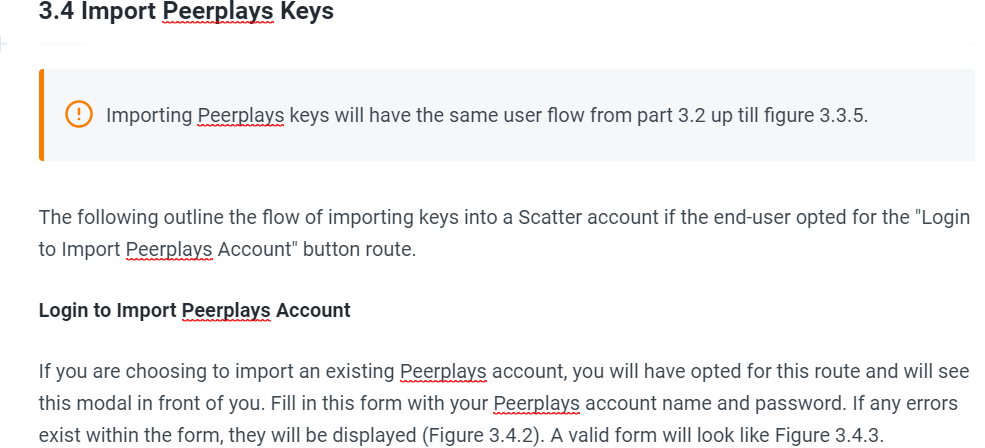 3.4 Import Peerplays Keys
Importing Peerplays keys will have the same user flow from part 3.2 up till figure 3.3.5.
The following outline the flow of importing keys into a Scatter account if the end-user opted for the "Login
to Import Peerplays Account" button route.
Login to Import Peerplays Account
If you are choosing to import an existing Peerplays account, you will have opted for this route and will see
this modal in front of you. Fill in this form with your Peerplays account name and password. If any errors
exist within the form, they will be displayed (Figure 3.4.2). A valid form will look like Figure 3.4.3.